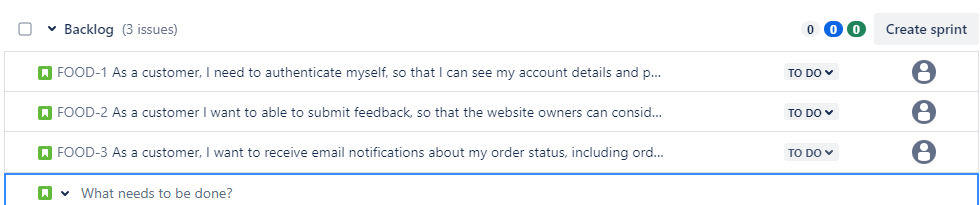 Backlog (3 issues) 0 0 0 Create sprint
FOOD-1 As a customer, I need to authenticate myself, so that I can see my account details and p... TO DO
FOOD-2 As a customer I want to able to submit feedback, so that the website owners can consid... TO DO
FOOD-3 As a customer, I want to receive email notifications about my order status, including ord... TO DO
What needs to be done?